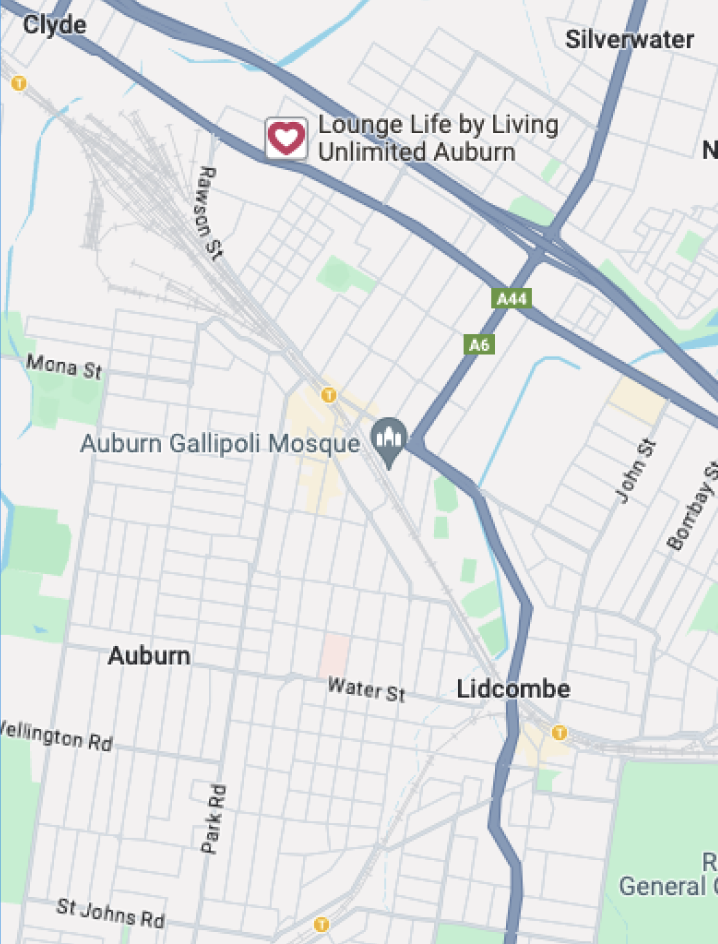 Clyde
Silverwater
T
Lounge Life by Living
Unlimited Auburn
N
Rawson St
A44
A6
Mona St
T
Auburn Gallipoli Mosque
John St
Bombay St
Auburn
Lidcombe
Water St
T
Wellington Rd
Park Rd
R
General
St Johns Rd
T